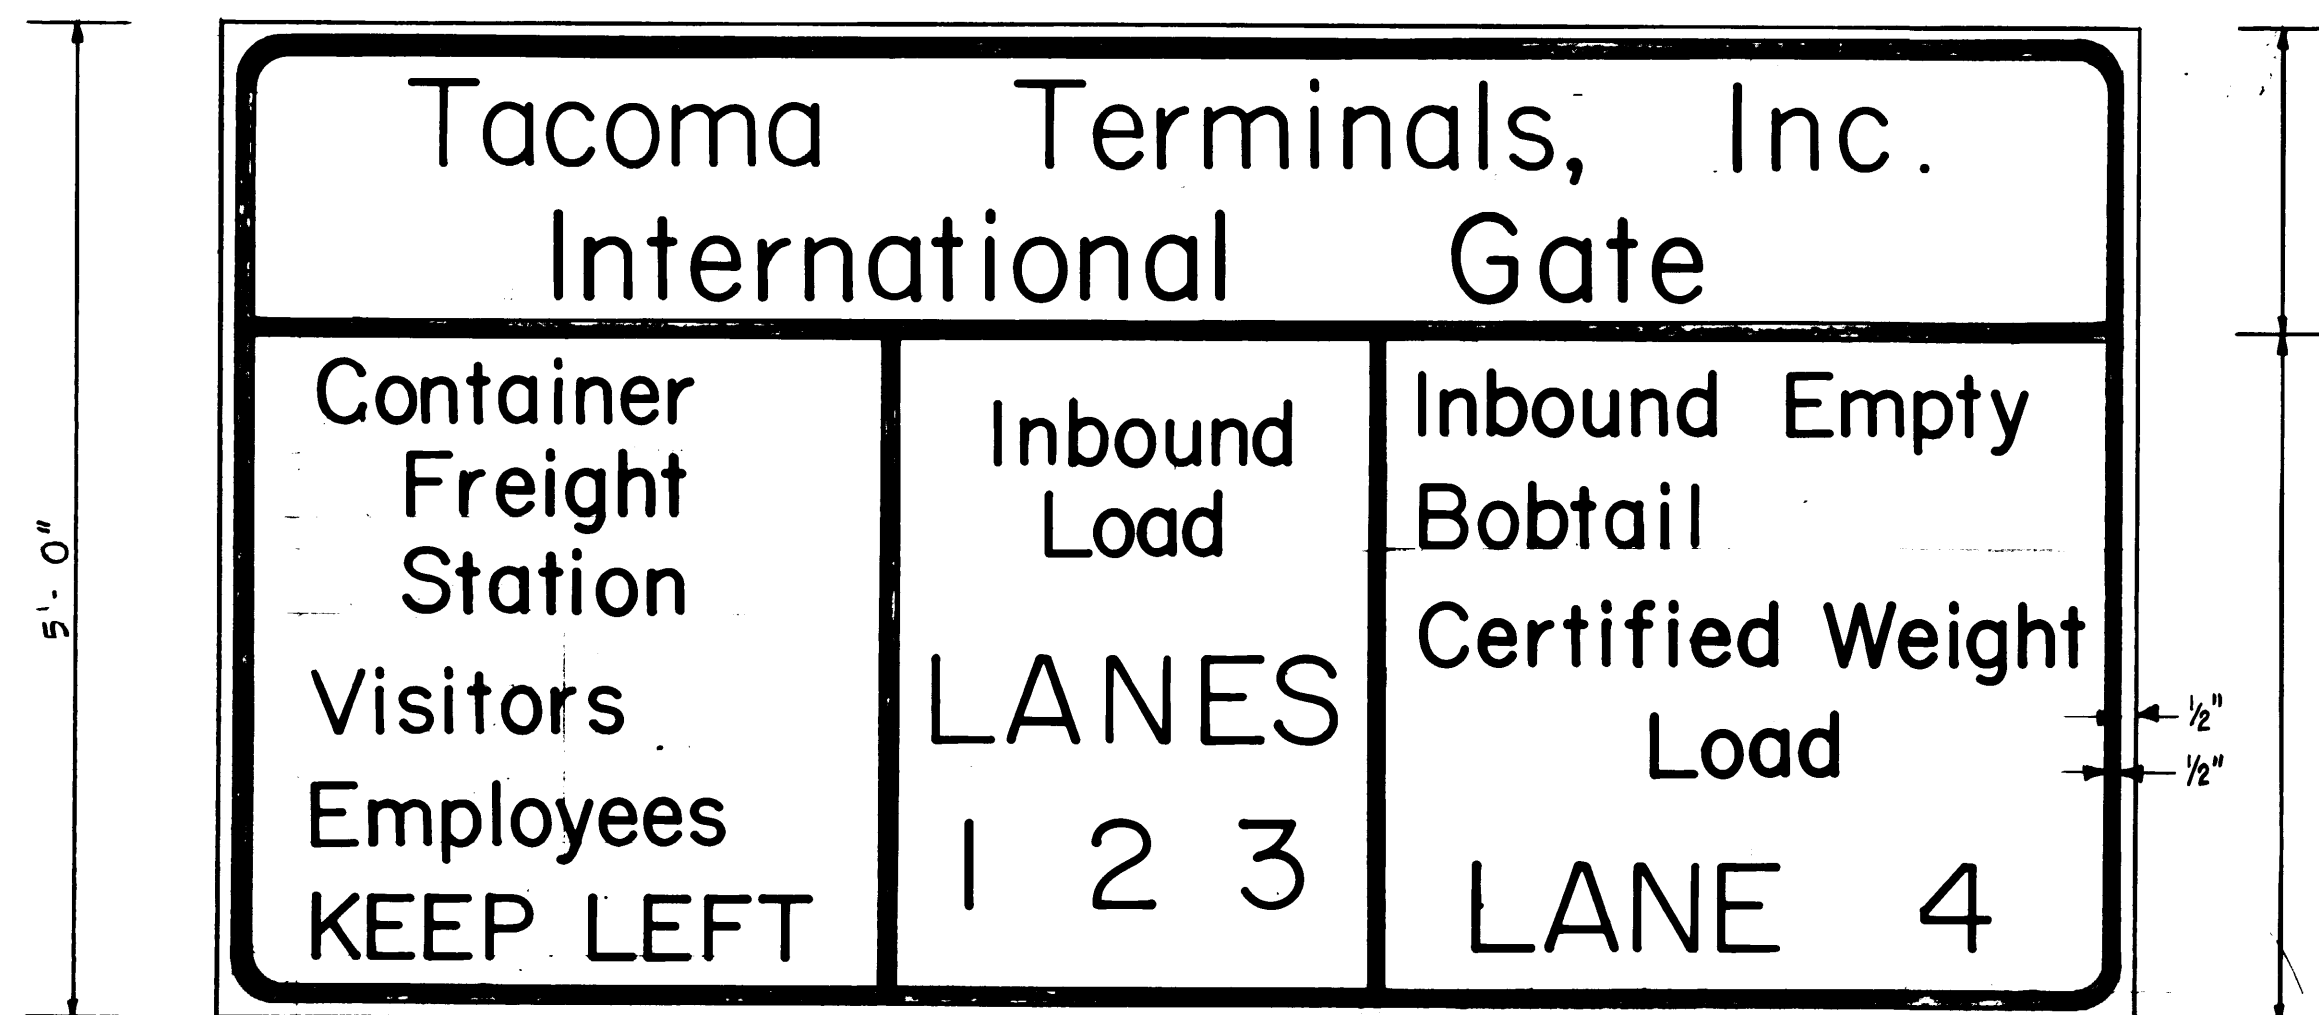 Tacoma Terminals, Inc.
International Gate
Container
Freight
Station
Visitors
Employees
KEEP LEFT
Inbound
Load
LANES
1 2 3
Inbound Empty
Bobtail
Certified Weight
Load
LANE 4
5'-0"
1/2"
1/2"